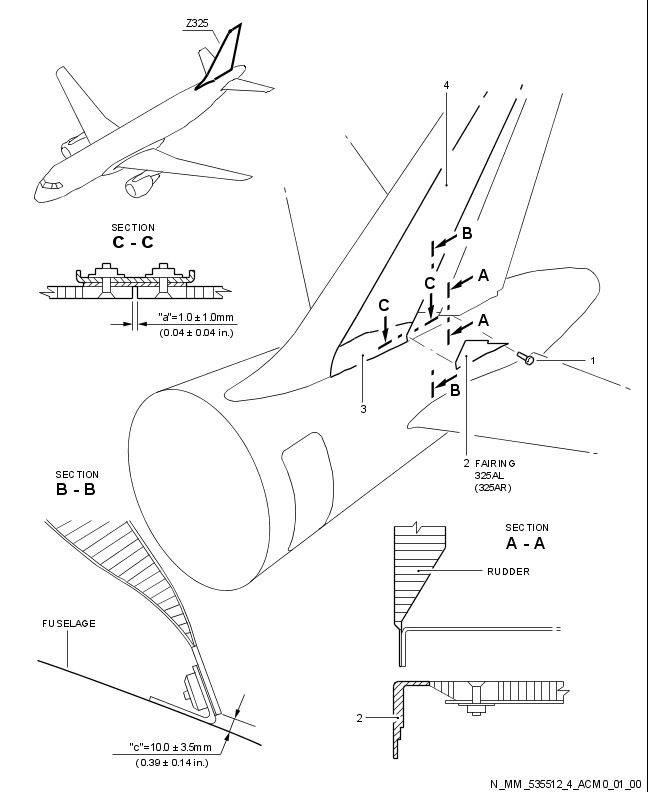 Z325
4
SECTION
C - C
B
A
C
C
"a"=1.0 ± 1.0mm
(0.04 ± 0.04 in.)
A
1
B
3
2 FAIRING
325AL
(325AR)
SECTION
B - B
SECTION
A - A
RUDDER
FUSELAGE
2
"c"=10.0 ± 3.5mm
(0.39 ± 0.14 in.)
N_MM_535512_4_ACM0_01_00